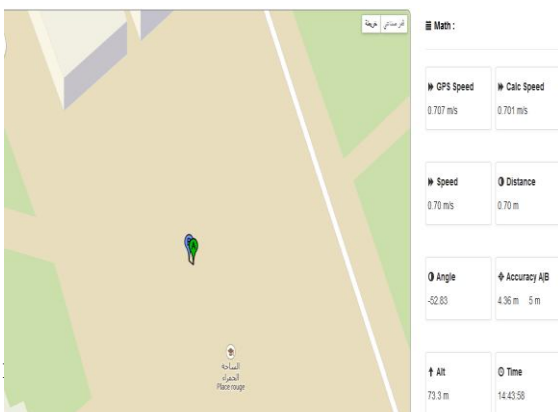 خريطة
قمر صناعي
A
الساحة
الحمراء
Place rouge
Math :
GPS Speed
0.707 m/s
Calc Speed
0.701 m/s
Speed
0.70 m/s
Distance
0.70 m
Angle
-52.83
Accuracy A|B
4.36 m 5 m
Alt
73.3 m
Time
14:43:58